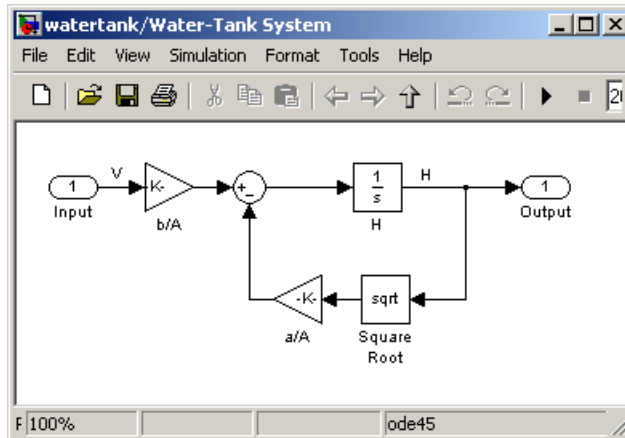 watertank/Water-Tank System
File Edit View Simulation Format Tools Help
V
H
1
K-
+
-
1
s
1
Input
b/A
H
Output
-K-
sqrt
a/A
Square
Root
F 100%
ode45